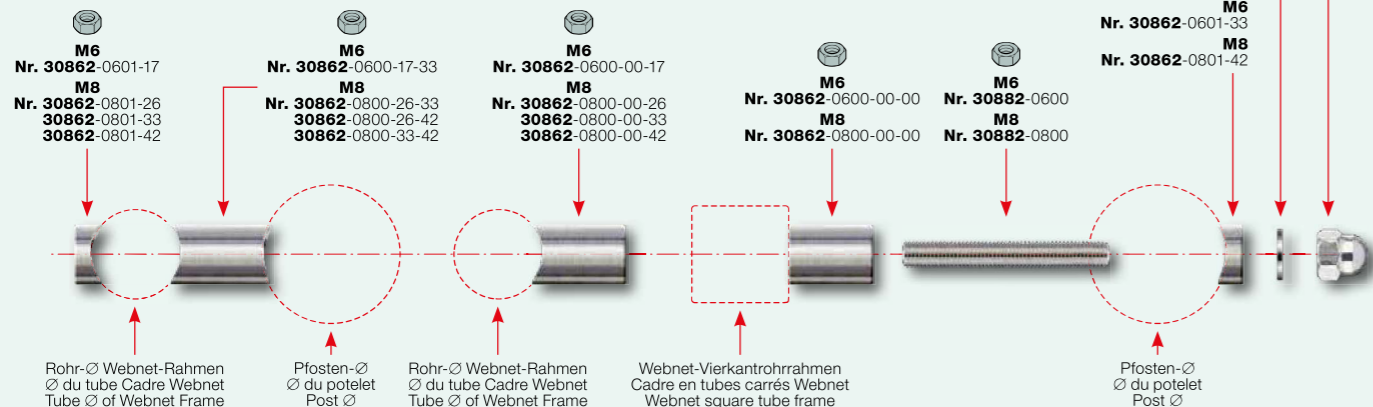 M6
Nr. 30862-0601-17
M8
Nr. 30862-0801-26
30862-0801-33
30862-0801-42
M6
Nr. 30862-0600-17-33
M8
Nr. 30862-0800-26-33
30862-0800-26-42
30862-0800-33-42
M6
Nr. 30862-0600-00-17
M8
Nr. 30862-0800-00-26
30862-0800-00-33
30862-0800-00-42
M6
Nr. 30862-0600-00-00
M8
Nr. 30862-0800-00-00
M6
Nr. 30882-0600
M8
Nr. 30882-0800
M6
Nr. 30862-0601-33
M8
Nr. 30862-0801-42
Rohr-Ø Webnet-Rahmen
Ø du tube Cadre Webnet
Tube Ø of Webnet Frame
Pfosten-Ø
Ø du potelet
Post Ø
Rohr-Ø Webnet-Rahmen
Ø du tube Cadre Webnet
Tube Ø of Webnet Frame
Webnet-Vierkantrohrrahmen
Cadre en tubes carrés Webnet
Webnet square tube frame
Pfosten-Ø
Ø du potelet
Post Ø